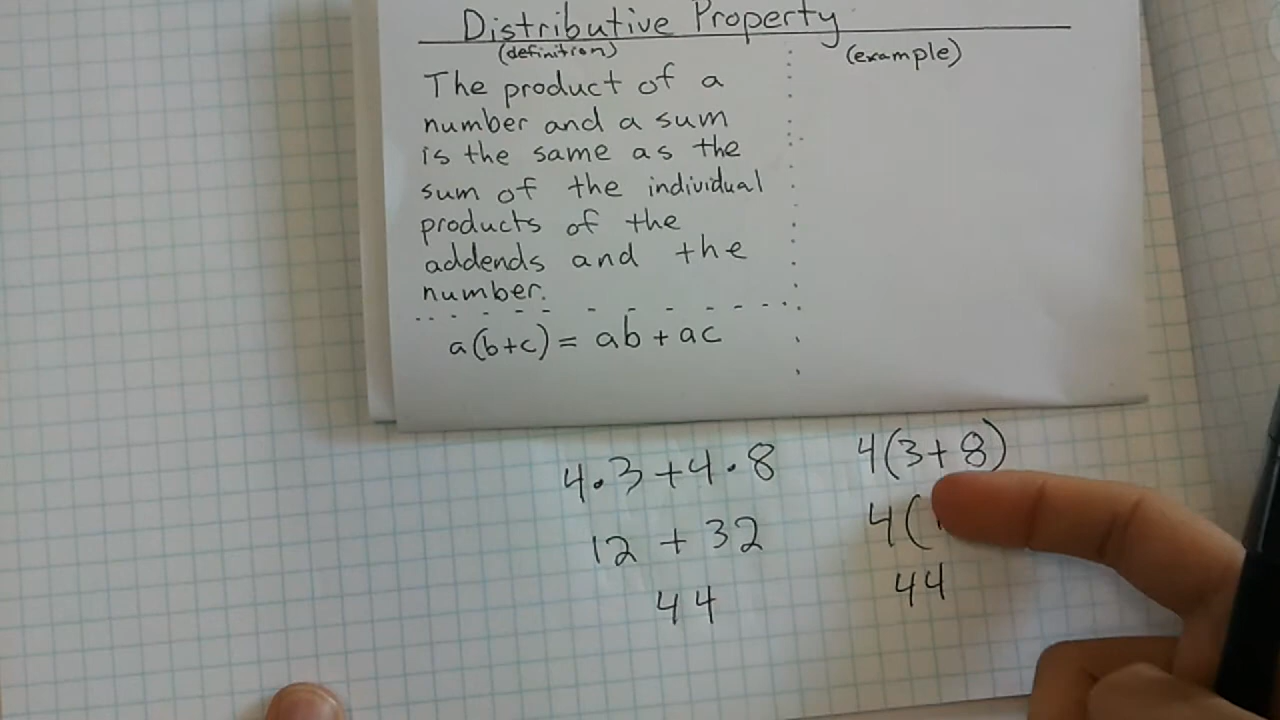 Distributive Property
(definition)
(example)
The product of a
number and a sum
is the same as the
sum of the individual
products of the
addends and the
number.
a(b+c) = ab + ac
4·3+4·8
12 + 32
44
4(3+8)
4(
44